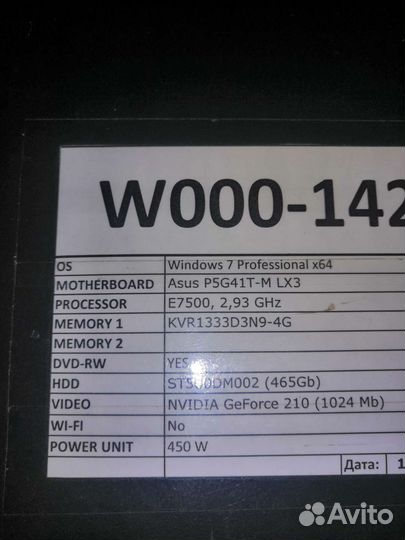 W000-142
OS Windows 7 Professional x64
MOTHERBOARD Asus P5G41T-M LX3
PROCESSOR E7500, 2,93 GHz
MEMORY 1 KVR1333D3N9-4G
MEMORY 2
DVD-RW YES
HDD ST500DM002 (465Gb)
VIDEO NVIDIA GeForce 210 (1024 Mb)
WI-FI No
POWER UNIT 450 W
Дата: 1
Avito